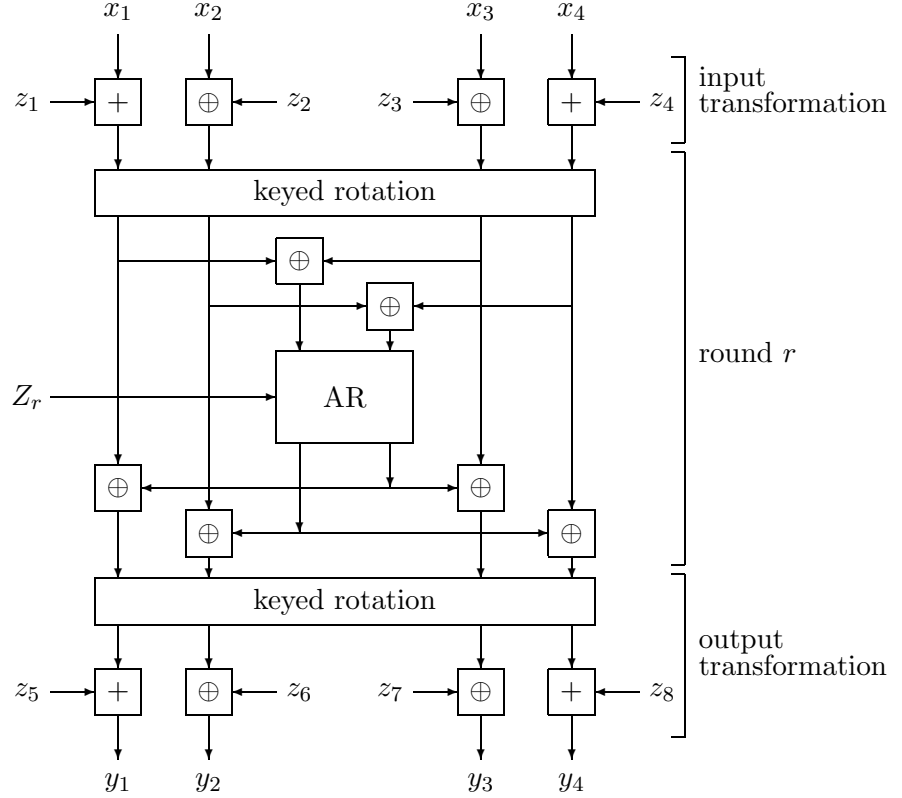 x₁ x₂ x₃ x₄
z₁ + ⊕ z₂ z₃ ⊕ + z₄
input
transformation
keyed rotation
⊕
⊕
round r
Zᵣ AR
⊕ ⊕
⊕ ⊕
keyed rotation
output
transformation
z₅ + ⊕ z₆ z₇ ⊕ + z₈
y₁ y₂ y₃ y₄